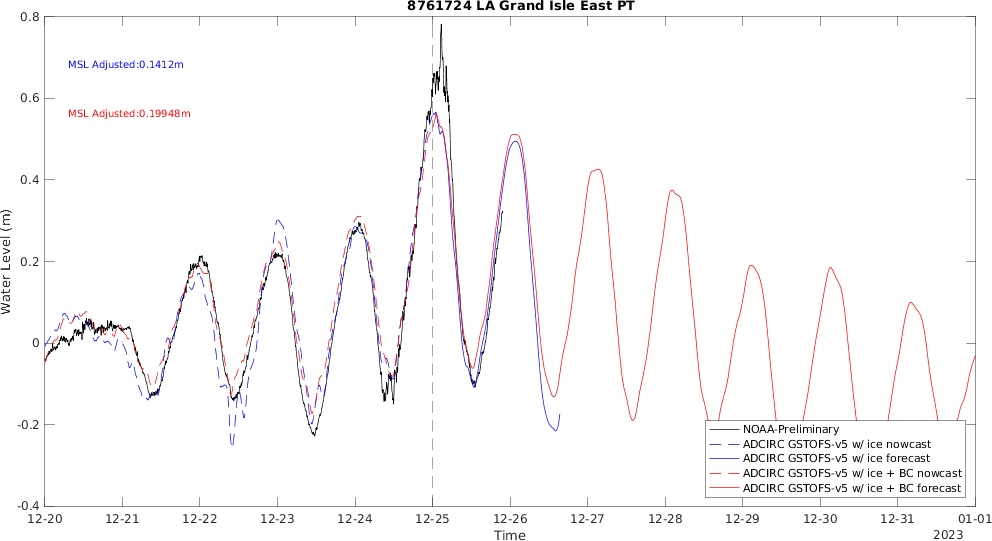 8761724 LA Grand Isle East PT
MSL Adjusted:0.1412m
MSL Adjusted:0.19948m
Water Level (m)
0.8
0.6
0.4
0.2
0
-0.2
-0.4
NOAA-Preliminary
ADCIRC GSTOFS-v5 w/ ice nowcast
ADCIRC GSTOFS-v5 w/ ice forecast
ADCIRC GSTOFS-v5 w/ ice + BC nowcast
ADCIRC GSTOFS-v5 w/ ice + BC forecast
12-20 12-21 12-22 12-23 12-24 12-25 12-26 12-27 12-28 12-29 12-30 12-31 01-01
Time
2023